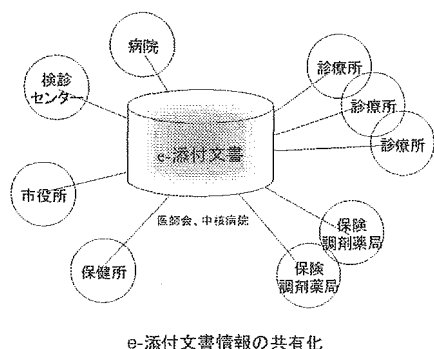 病院
検診
センター
診療所
診療所
診療所
e-添付文書
市役所
医師会、中核病院
保健所
保険
調剤薬局
保険
調剤薬局
e-添付文書情報の共有化